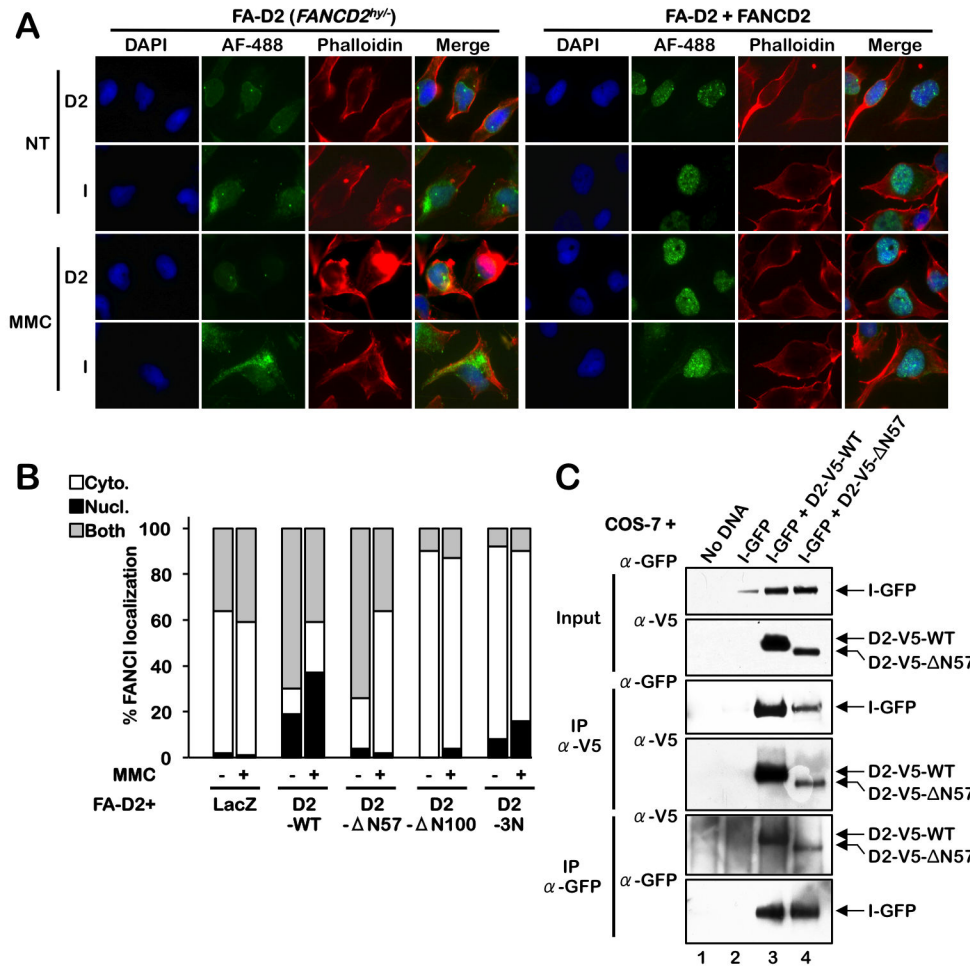 A
FA-D2 (FANCD2hy/-)
FA-D2 + FANCD2
DAPI AF-488 Phalloidin Merge DAPI AF-488 Phalloidin Merge
NT
D2
I
MMC
D2
I
B
Cyto.
Nucl.
Both
% FANCI localization
100
80
60
40
20
0
MMC - + - + - + - + - +
FA-D2+ LacZ D2 D2 D2 D2
-WT -ΔN57 -ΔN100 -3N
C
COS-7 +
No DNA
I-GFP
I-GFP + D2-V5-WT
I-GFP + D2-V5-ΔN57
Input
α-GFP
I-GFP
α-V5
D2-V5-WT
D2-V5-ΔN57
IP
α-V5
α-GFP
I-GFP
α-V5
D2-V5-WT
D2-V5-ΔN57
IP
α-GFP
α-V5
D2-V5-WT
D2-V5-ΔN57
α-GFP
I-GFP
1 2 3 4